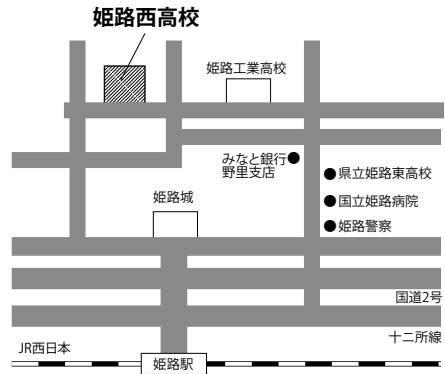 姫路西高校
姫路工業高校
みなと銀行
野里支店
県立姫路東高校
姫路城
国立姫路病院
姫路警察
国道2号
十二所線
JR西日本
姫路駅